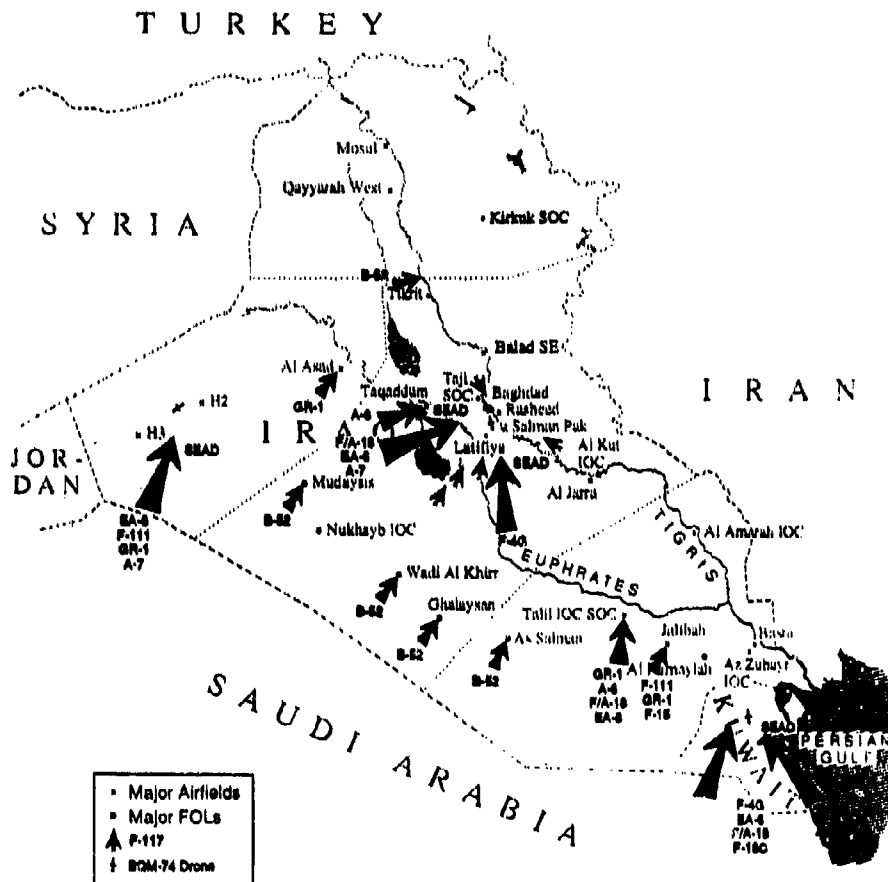 TURKEY
Mosul
Qayyarah West
SYRIA
Kirkuk SOC
B-52
Tikrit
Balad SE
Al Asad
GR-1
Taqaddum
Taji
SOC
Baghdad
Rasheed
Salman Pak
IRAN
H2
H3
SEAD
A-6
SEAD
F/A-18
EA-6
A-7
I R A
Latifiya
SEAD
Al Kut
IOC
Al Jarra
JOR-
DAN
Mudaysis
B-52
Nukhayb IOC
EA-6
F-111
GR-1
A-7
F-4G
Al Amarah IOC
TIGRIS
EUPHRATES
Wadi Al Khirr
B-52
Ghalaysan
B-52
As Salman
B-52
Talil IOC SOC
Jalibah
GR-1
A-6
F/A-18
EA-6
Al Rumaylah
F-111
GR-1
F-15
Az Zubayr
IOC
SAUDI ARABIA
KUWAIT
SEAD
PERSIAN
GULF
F-4G
EA-6
F/A-18
F-16C
Major Airfields
Major FOLs
F-117
BQM-74 Drone